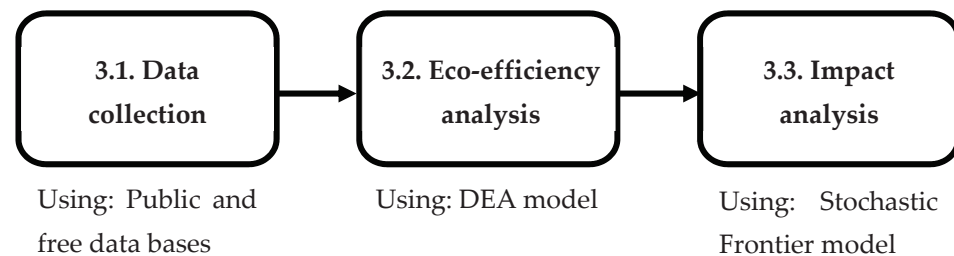 3.1. Data
collection
3.2. Eco-efficiency
analysis
3.3. Impact
analysis
Using: Public and
free data bases
Using: DEA model
Using: Stochastic
Frontier model